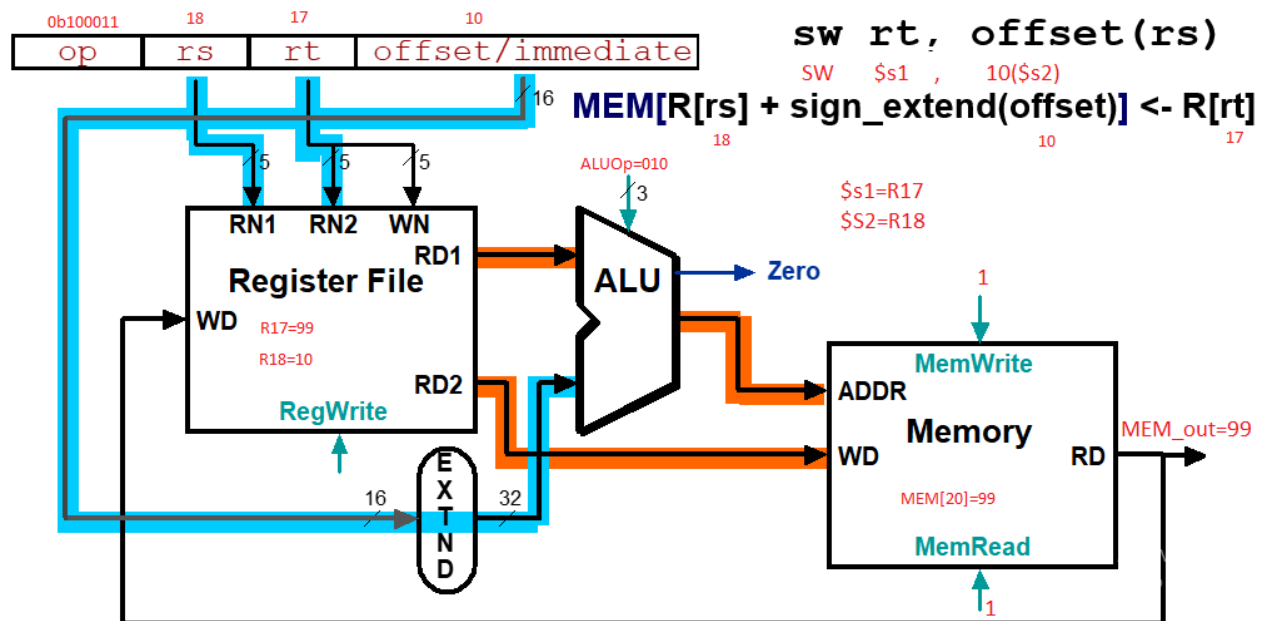 0b100011 18 17 10
op rs rt offset/immediate
sw rt, offset(rs)
SW $s1 , 10($s2)
MEM[R[rs] + sign_extend(offset)] <- R[rt]
18 10 17
16
5 5 5
ALUOp=010
3
$s1=R17
$S2=R18
RN1 RN2 WN
RD1
Register File
ALU
Zero
WD
R17=99
R18=10
RD2
RegWrite
1
MemWrite
ADDR
Memory
MEM_out=99
WD
RD
MEM[20]=99
MemRead
1
16
EXTND
32